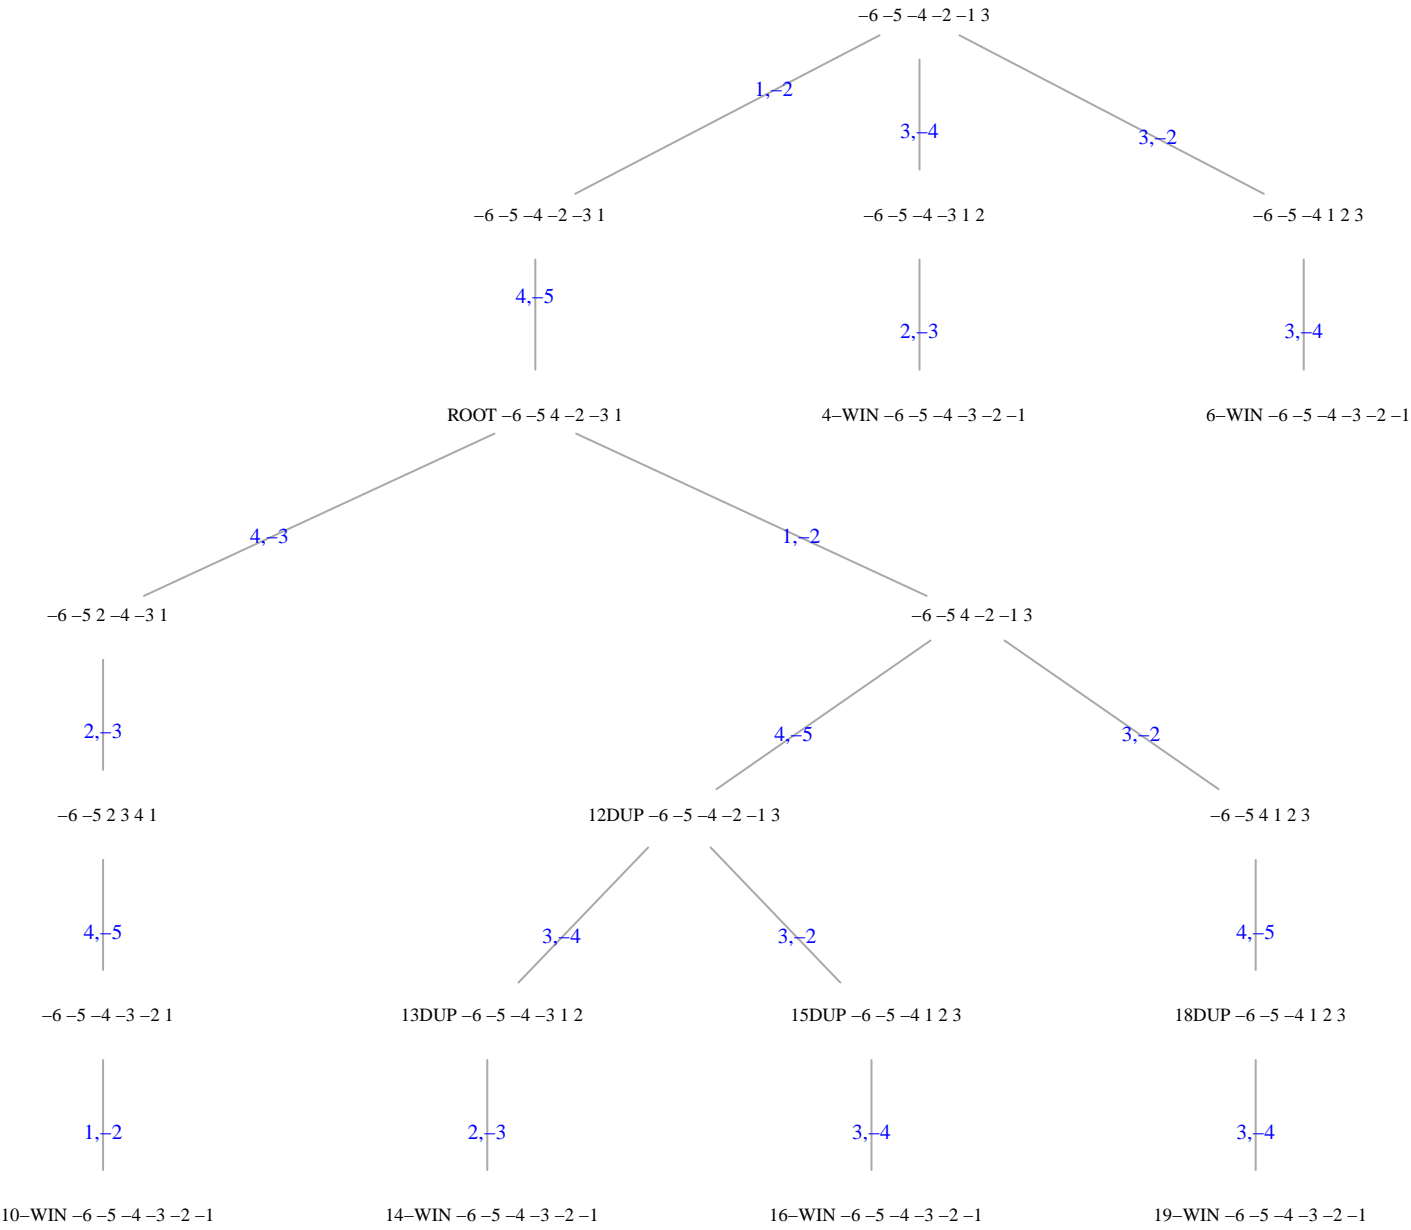 –6 –5 –4 –2 –1 3
1,–2
3,–4
3,–2
–6 –5 –4 –2 –3 1
–6 –5 –4 –3 1 2
–6 –5 –4 1 2 3
4,–5
2,–3
3,–4
ROOT –6 –5 4 –2 –3 1
4–WIN –6 –5 –4 –3 –2 –1
6–WIN –6 –5 –4 –3 –2 –1
4,–3
1,–2
–6 –5 2 –4 –3 1
–6 –5 4 –2 –1 3
2,–3
4,–5
3,–2
–6 –5 2 3 4 1
12DUP –6 –5 –4 –2 –1 3
–6 –5 4 1 2 3
4,–5
3,–4
3,–2
4,–5
–6 –5 –4 –3 –2 1
13DUP –6 –5 –4 –3 1 2
15DUP –6 –5 –4 1 2 3
18DUP –6 –5 –4 1 2 3
1,–2
2,–3
3,–4
3,–4
10–WIN –6 –5 –4 –3 –2 –1
14–WIN –6 –5 –4 –3 –2 –1
16–WIN –6 –5 –4 –3 –2 –1
19–WIN –6 –5 –4 –3 –2 –1